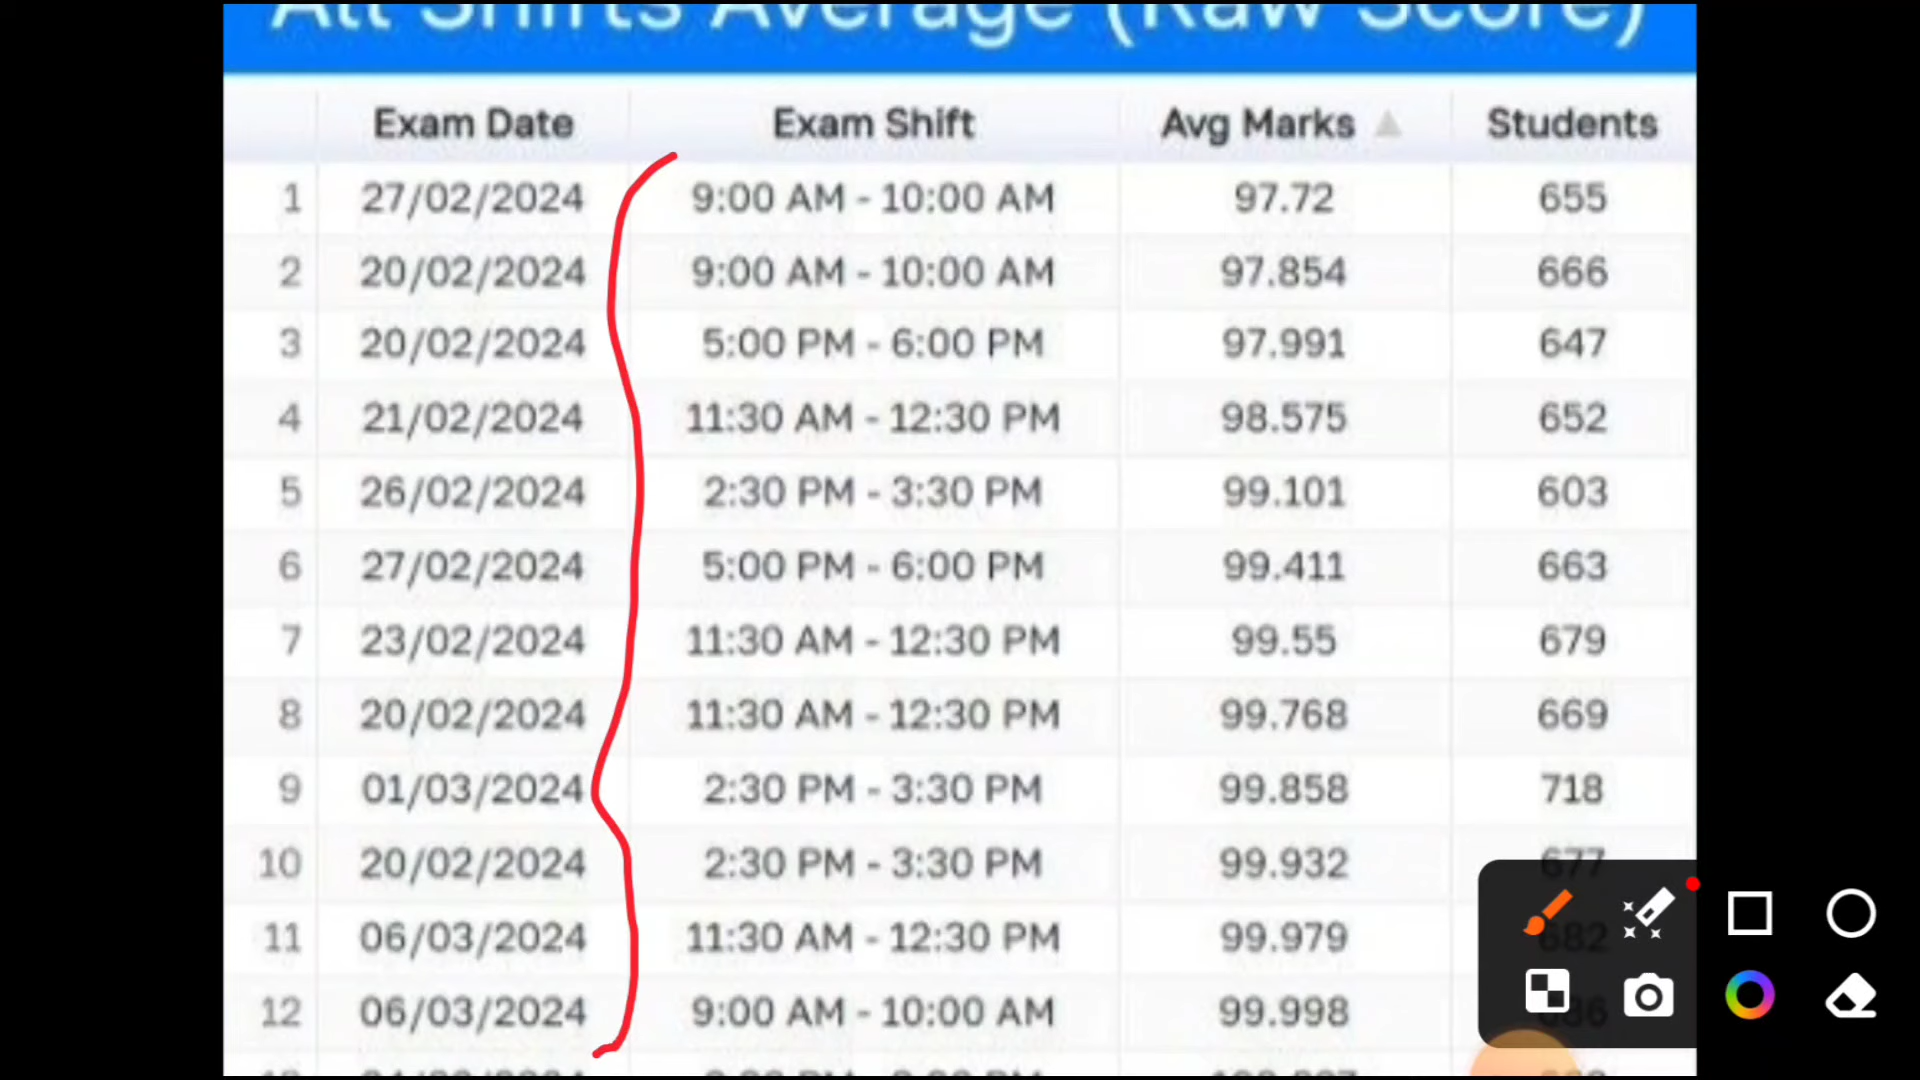 All Shifts Average (Raw Score)
Exam Date Exam Shift Avg Marks Students
1 27/02/2024 9:00 AM - 10:00 AM 97.72 655
2 20/02/2024 9:00 AM - 10:00 AM 97.854 666
3 20/02/2024 5:00 PM - 6:00 PM 97.991 647
4 21/02/2024 11:30 AM - 12:30 PM 98.575 652
5 26/02/2024 2:30 PM - 3:30 PM 99.101 603
6 27/02/2024 5:00 PM - 6:00 PM 99.411 663
7 23/02/2024 11:30 AM - 12:30 PM 99.55 679
8 20/02/2024 11:30 AM - 12:30 PM 99.768 669
9 01/03/2024 2:30 PM - 3:30 PM 99.858 718
10 20/02/2024 2:30 PM - 3:30 PM 99.932 677
11 06/03/2024 11:30 AM - 12:30 PM 99.979 682
12 06/03/2024 9:00 AM - 10:00 AM 99.998